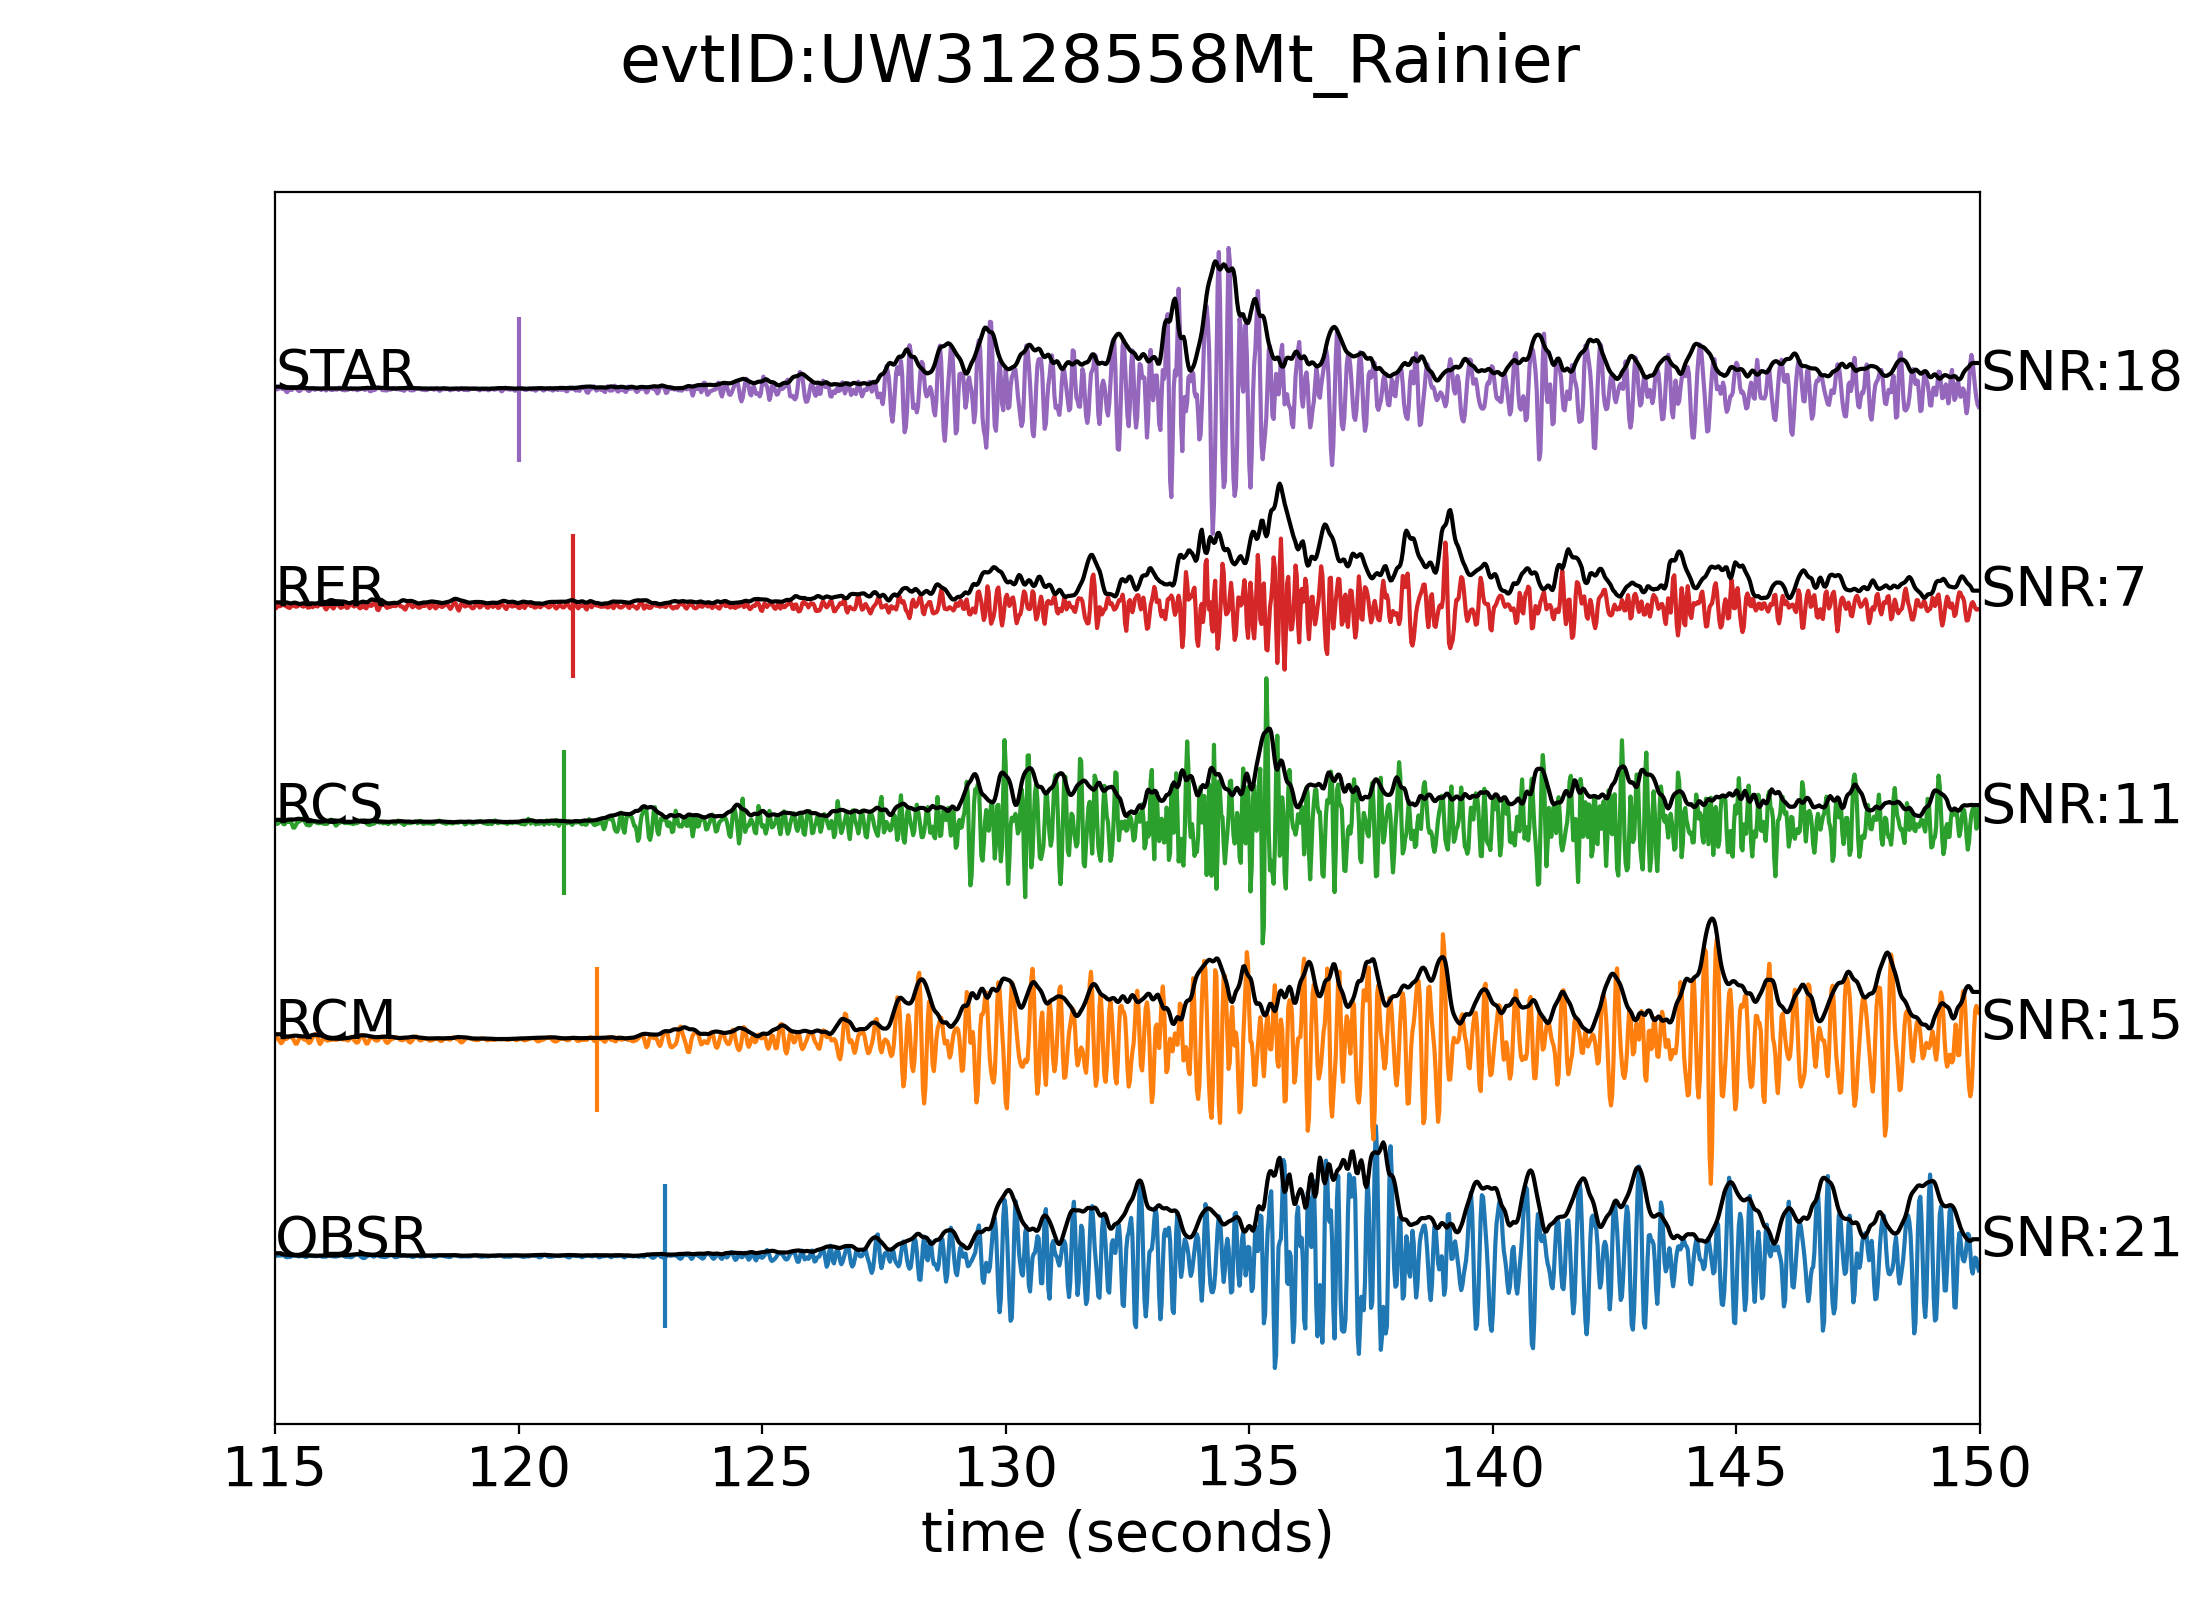 evtID:UW3128558Mt_Rainier
STAR SNR:18
RER SNR:7
RCS SNR:11
RCM SNR:15
OBSR SNR:21
115 120 125 130 135 140 145 150
time (seconds)